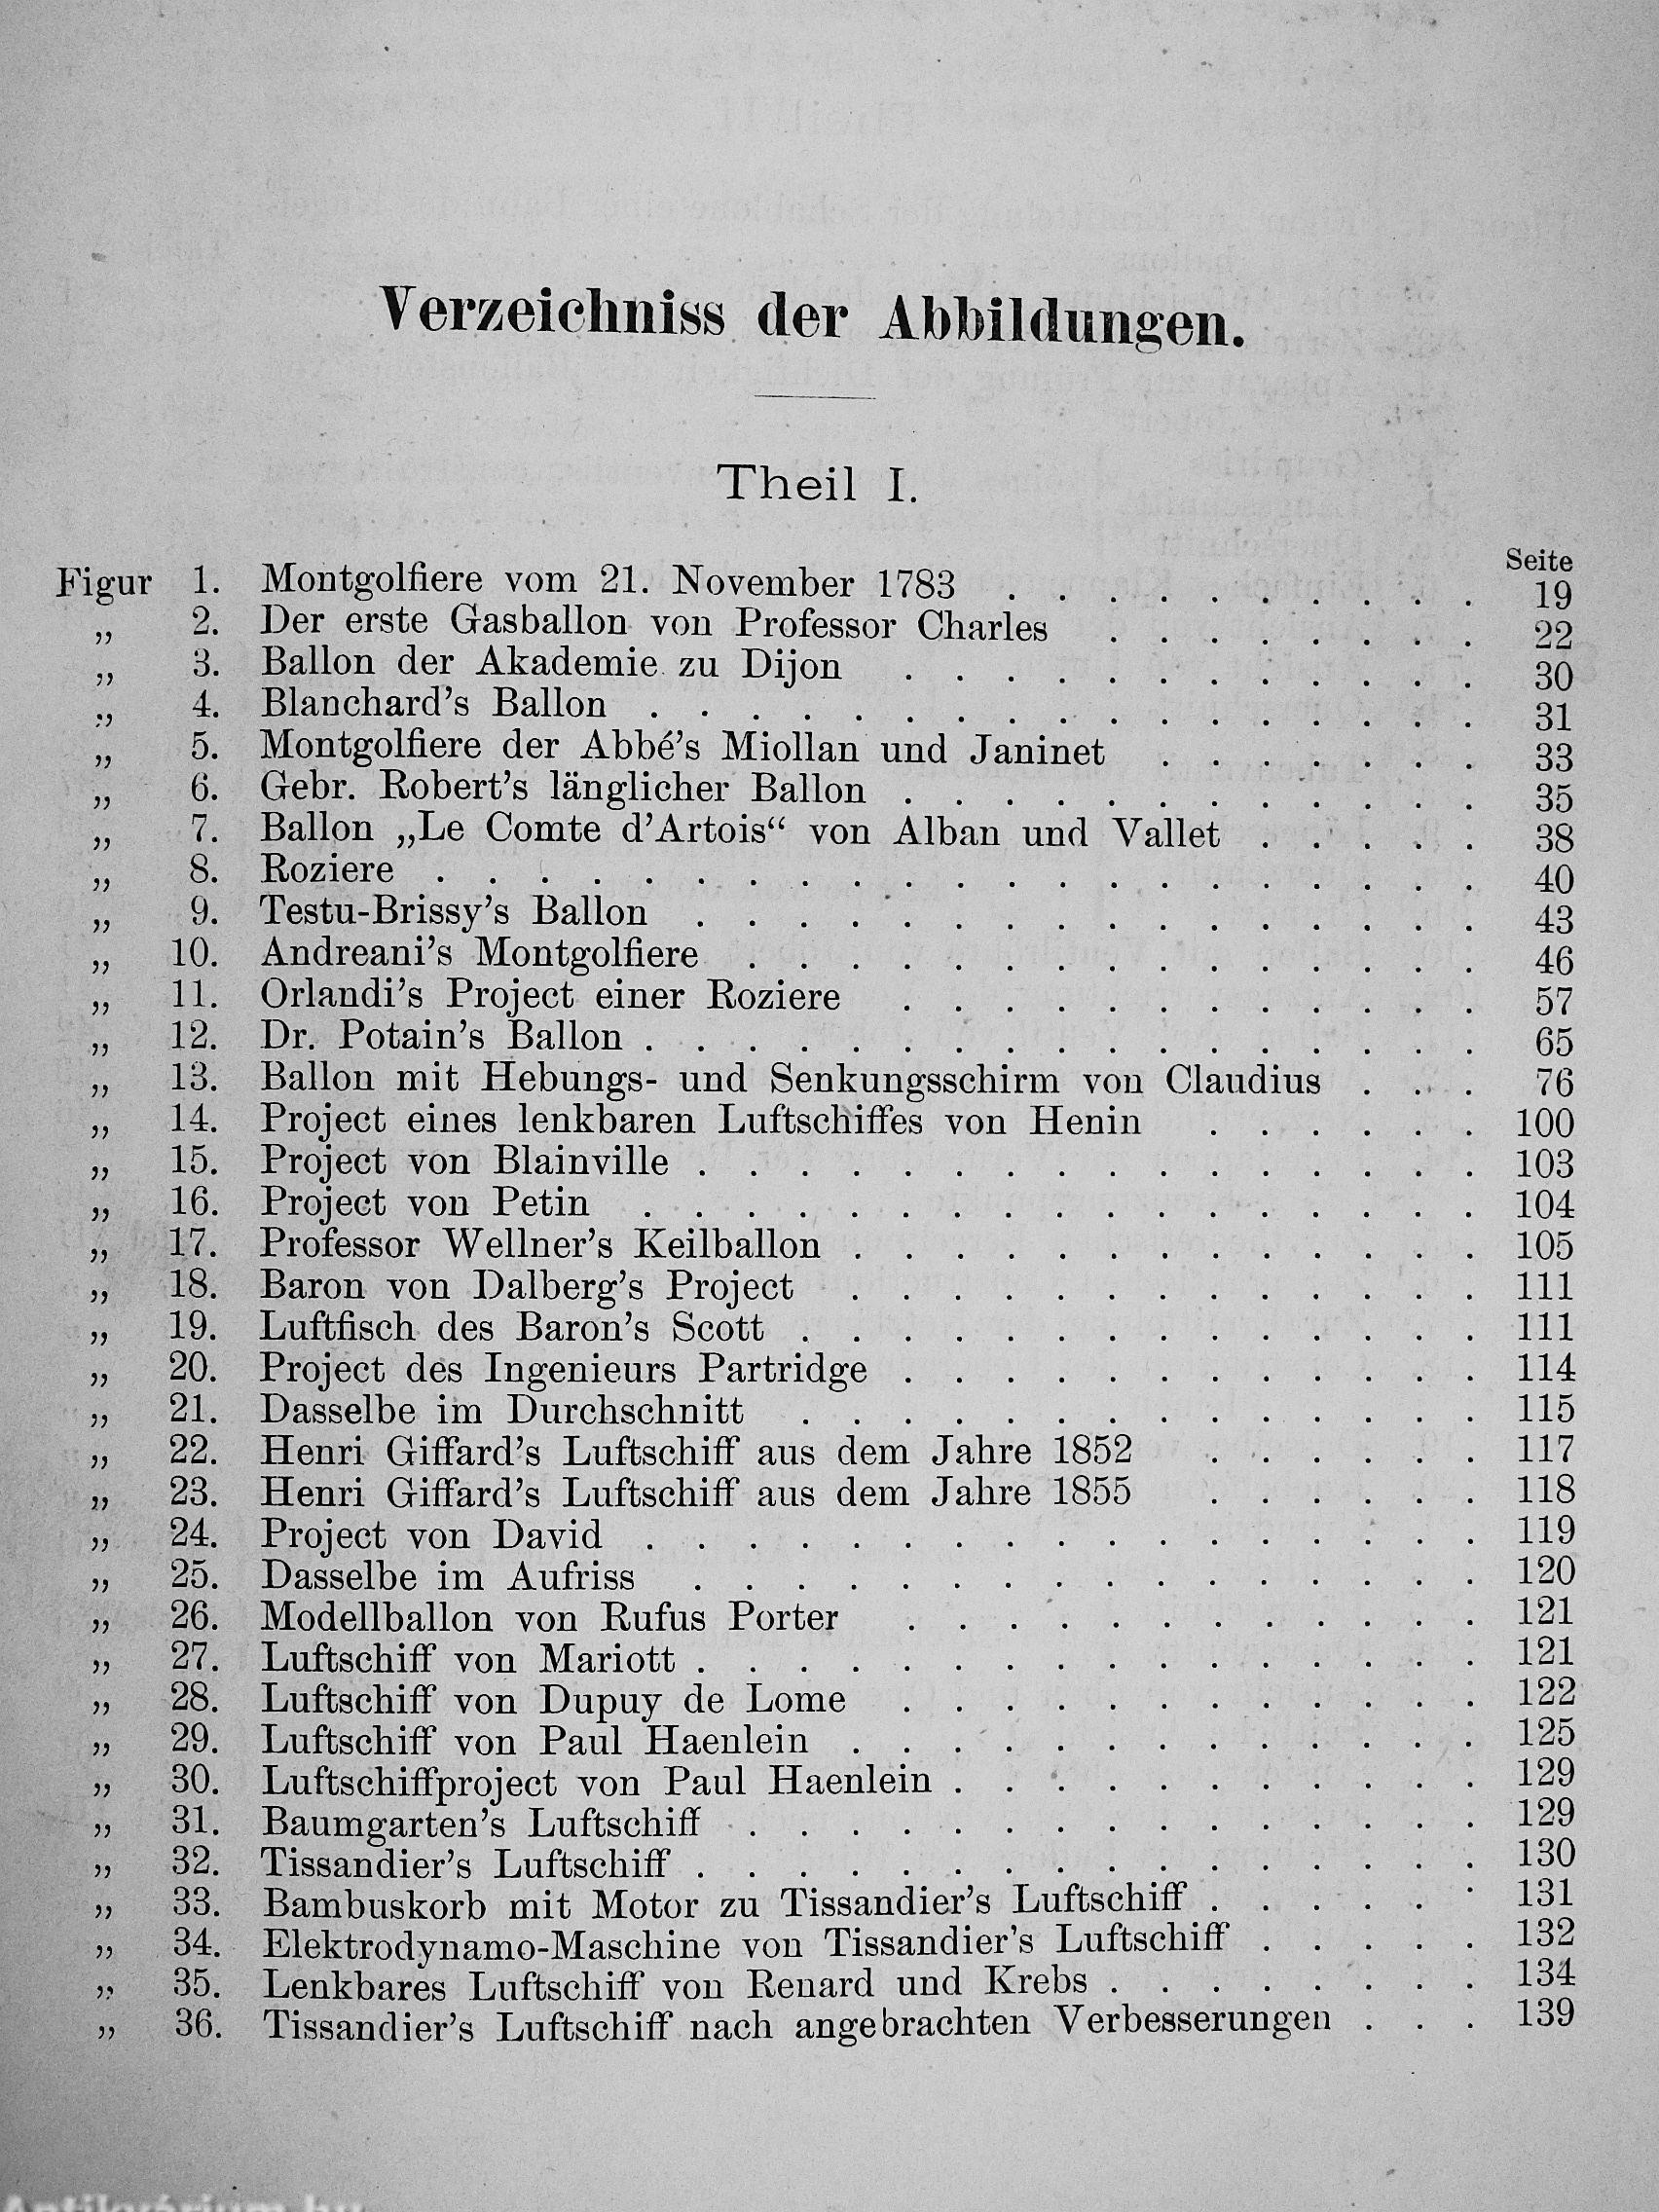 Verzeichniss der Abbildungen.
Theil I.
Seite
Figur 1. Montgolfiere vom 21. November 1783 . . . . . . . . . . 19
„ 2. Der erste Gasballon von Professor Charles . . . . . . . . 22
„ 3. Ballon der Akademie zu Dijon . . . . . . . . . . . . 30
„ 4. Blanchard's Ballon . . . . . . . . . . . . . . . . . 31
„ 5. Montgolfiere der Abbé's Miollan und Janinet . . . . . . . 33
„ 6. Gebr. Robert's länglicher Ballon . . . . . . . . . . . . 35
„ 7. Ballon „Le Comte d'Artois“ von Alban und Vallet . . . . . 38
„ 8. Roziere . . . . . . . . . . . . . . . . . . . . . 40
„ 9. Testu-Brissy's Ballon . . . . . . . . . . . . . . . . 43
„ 10. Andreani's Montgolfiere . . . . . . . . . . . . . . . 46
„ 11. Orlandi's Project einer Roziere . . . . . . . . . . . . 57
„ 12. Dr. Potain's Ballon . . . . . . . . . . . . . . . . . 65
„ 13. Ballon mit Hebungs- und Senkungsschirm von Claudius . . . 76
„ 14. Project eines lenkbaren Luftschiffes von Henin . . . . . . 100
„ 15. Project von Blainville . . . . . . . . . . . . . . . . 103
„ 16. Project von Petin . . . . . . . . . . . . . . . . . 104
„ 17. Professor Wellner's Keilballon . . . . . . . . . . . . . 105
„ 18. Baron von Dalberg's Project . . . . . . . . . . . . . 111
„ 19. Luftfisch des Baron's Scott . . . . . . . . . . . . . . 111
„ 20. Project des Ingenieurs Partridge . . . . . . . . . . . . 114
„ 21. Dasselbe im Durchschnitt . . . . . . . . . . . . . . 115
„ 22. Henri Giffard's Luftschiff aus dem Jahre 1852 . . . . . . 117
„ 23. Henri Giffard's Luftschiff aus dem Jahre 1855 . . . . . . 118
„ 24. Project von David . . . . . . . . . . . . . . . . . 119
„ 25. Dasselbe im Aufriss . . . . . . . . . . . . . . . . 120
„ 26. Modellballon von Rufus Porter . . . . . . . . . . . . 121
„ 27. Luftschiff von Mariott . . . . . . . . . . . . . . . . 121
„ 28. Luftschiff von Dupuy de Lome . . . . . . . . . . . . 122
„ 29. Luftschiff von Paul Haenlein . . . . . . . . . . . . . 125
„ 30. Luftschiffproject von Paul Haenlein . . . . . . . . . . . 129
„ 31. Baumgarten's Luftschiff . . . . . . . . . . . . . . . 129
„ 32. Tissandier's Luftschiff . . . . . . . . . . . . . . . . 130
„ 33. Bambuskorb mit Motor zu Tissandier's Luftschiff . . . . . . 131
„ 34. Elektrodynamo-Maschine von Tissandier's Luftschiff . . . . . 132
„ 35. Lenkbares Luftschiff von Renard und Krebs . . . . . . . . 134
„ 36. Tissandier's Luftschiff nach angebrachten Verbesserungen . . . 139